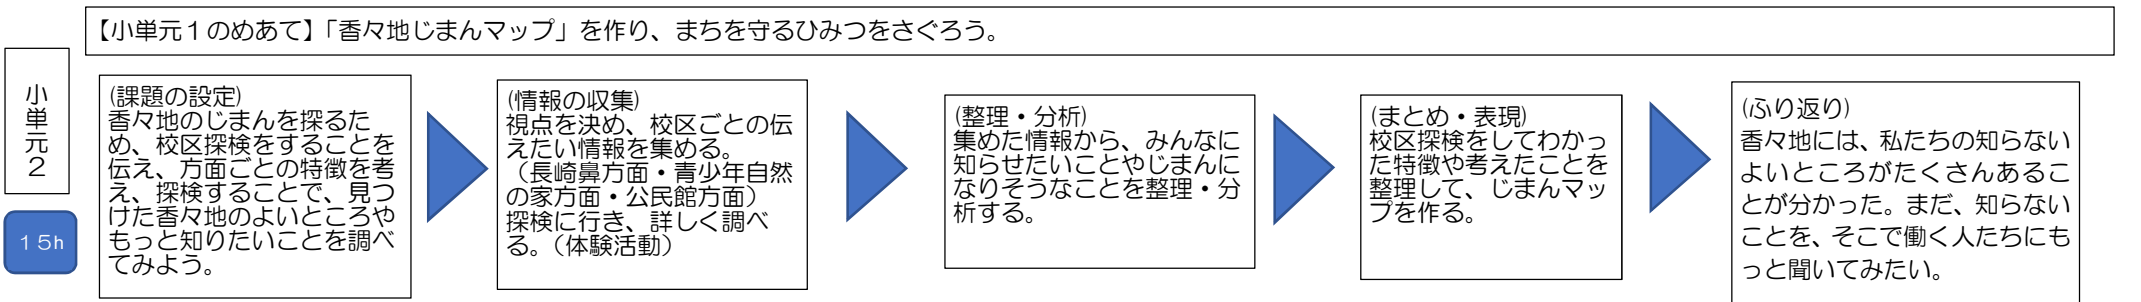 【小単元１のめあて】「香々地じまんマップ」を作り、まちを守るひみつをさぐろう。
小単元２
１５h
(課題の設定)
香々地のじまんを探るた
め、校区探検をすることを
伝え、方面ごとの特徴を考
え、探検することで、見つ
けた香々地のよいところや
もっと知りたいことを調べ
てみよう。
(情報の収集)
視点を決め、校区ごとの伝
えたい情報を集める。
（長崎鼻方面・青少年自然
の家方面・公民館方面）
探検に行き、詳しく調べ
る。（体験活動）
(整理・分析)
集めた情報から、みんなに
知らせたいことやじまんに
なりそうなことを整理・分
析する。
(まとめ・表現)
校区探検をしてわかっ
た特徴や考えたことを
整理して、じまんマッ
プを作る。
(ふり返り)
香々地には、私たちの知らない
よいところがたくさんあるこ
とが分かった。まだ、知らない
ことを、そこで働く人たちにも
っと聞いてみたい。